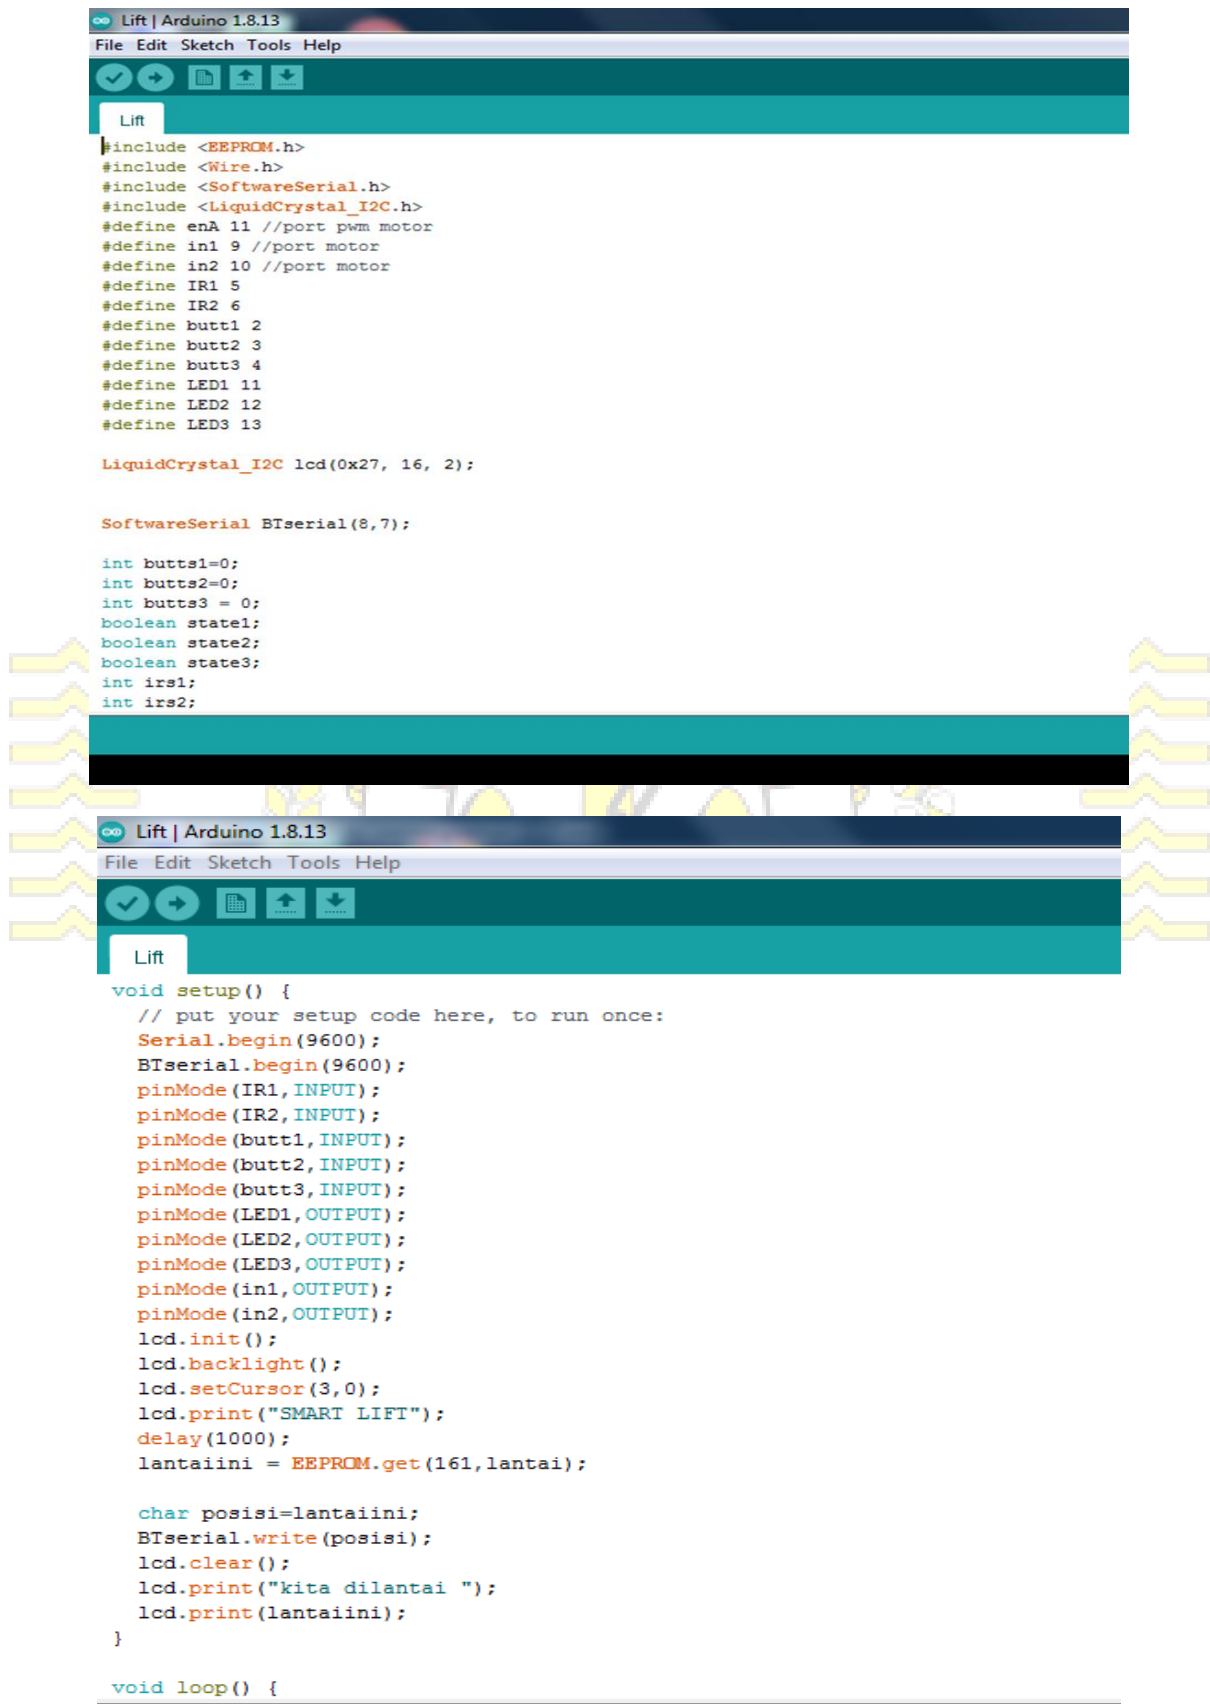 Lift | Arduino 1.8.13
File Edit Sketch Tools Help
Lift
#include <EEPROM.h>
#include <Wire.h>
#include <SoftwareSerial.h>
#include <LiquidCrystal_I2C.h>
#define enA 11 //port pwm motor
#define in1 9 //port motor
#define in2 10 //port motor
#define IR1 5
#define IR2 6
#define butt1 2
#define butt2 3
#define butt3 4
#define LED1 11
#define LED2 12
#define LED3 13
LiquidCrystal_I2C lcd(0x27, 16, 2);
SoftwareSerial BTserial(8,7);
int butts1=0;
int butts2=0;
int butts3 = 0;
boolean state1;
boolean state2;
boolean state3;
int irs1;
int irs2;
Lift | Arduino 1.8.13
File Edit Sketch Tools Help
Lift
void setup() {
// put your setup code here, to run once:
Serial.begin(9600);
BTserial.begin(9600);
pinMode(IR1,INPUT);
pinMode(IR2,INPUT);
pinMode(butt1,INPUT);
pinMode(butt2,INPUT);
pinMode(butt3,INPUT);
pinMode(LED1,OUTPUT);
pinMode(LED2,OUTPUT);
pinMode(LED3,OUTPUT);
pinMode(in1,OUTPUT);
pinMode(in2,OUTPUT);
lcd.init();
lcd.backlight();
lcd.setCursor(3,0);
lcd.print("SMART LIFT");
delay(1000);
lantaiini = EEPROM.get(161,lantai);
char posisi=lantaiini;
BTserial.write(posisi);
lcd.clear();
lcd.print("kita dilantai ");
lcd.print(lantaiini);
}
void loop() {